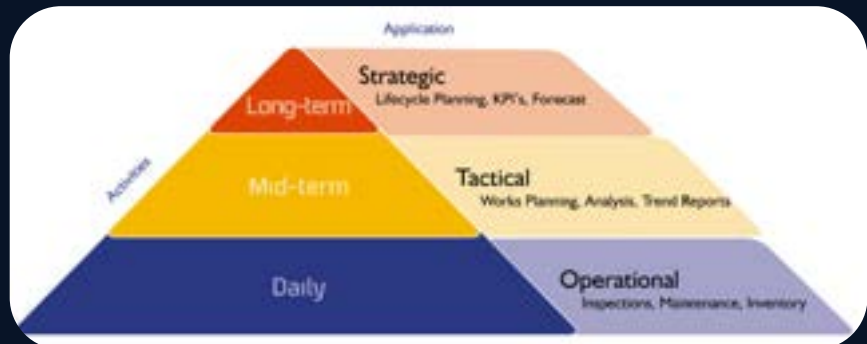 Application
Strategic
Long-term
Lifecycle Planning, KPI's, Forecast
Activities
Mid-term
Tactical
Works Planning, Analysis, Trend Reports
Daily
Operational
Inspections, Maintenance, Inventory